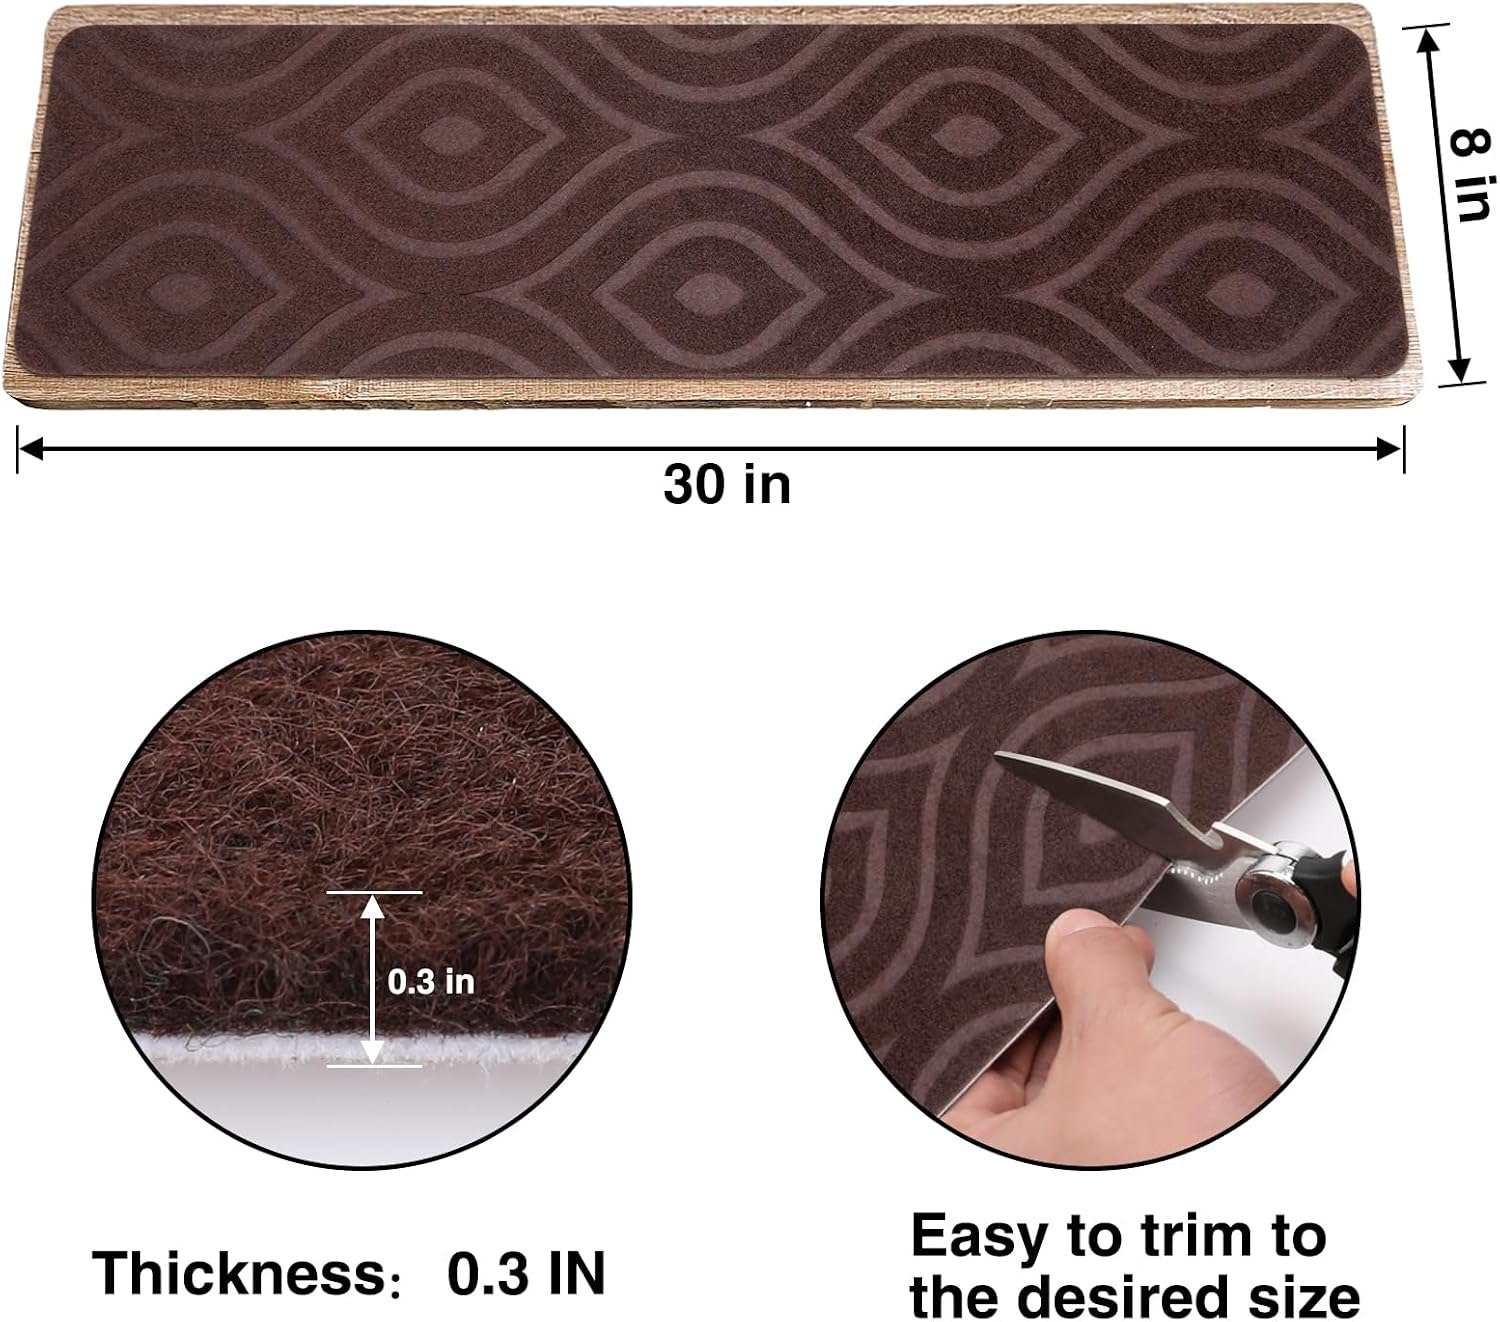 8 in
30 in
0.3 in
Thickness: 0.3 IN
Easy to trim to
the desired size